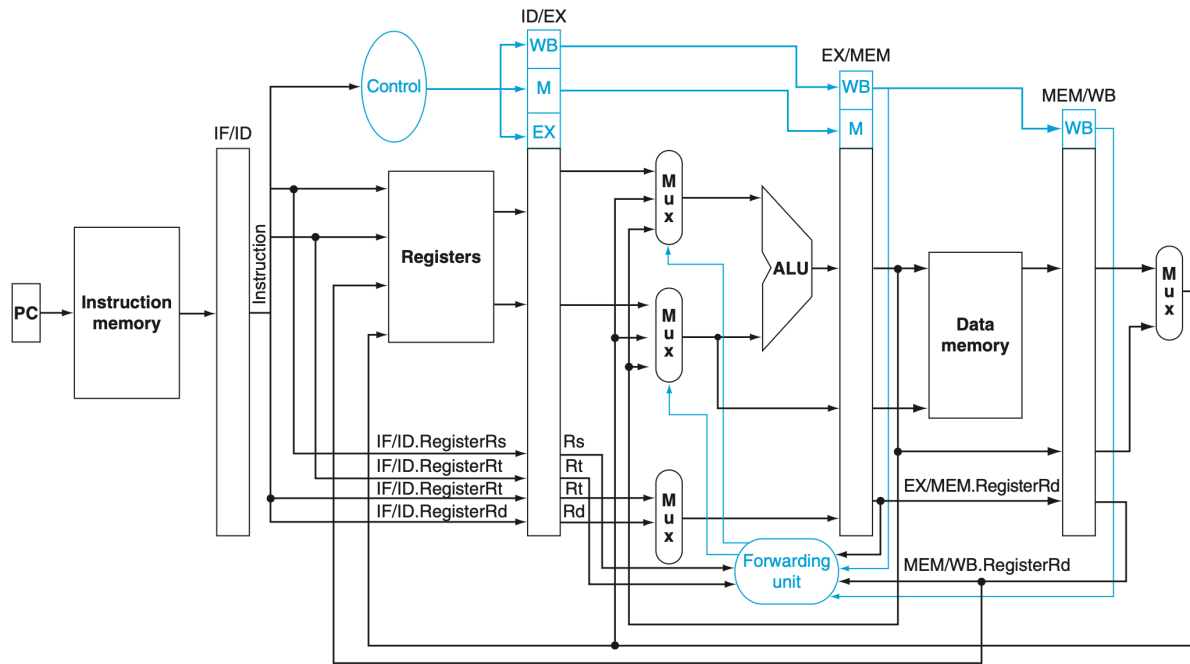 ID/EX
WB
EX/MEM
Control
M
WB
MEM/WB
IF/ID
EX
M
WB
M
u
x
Instruction
Registers
ALU
M
u
x
PC
Instruction
memory
M
u
x
Data
memory
IF/ID.RegisterRs
Rs
IF/ID.RegisterRt
Rt
IF/ID.RegisterRt
Rt
IF/ID.RegisterRd
Rd
M
u
x
EX/MEM.RegisterRd
Forwarding
unit
MEM/WB.RegisterRd